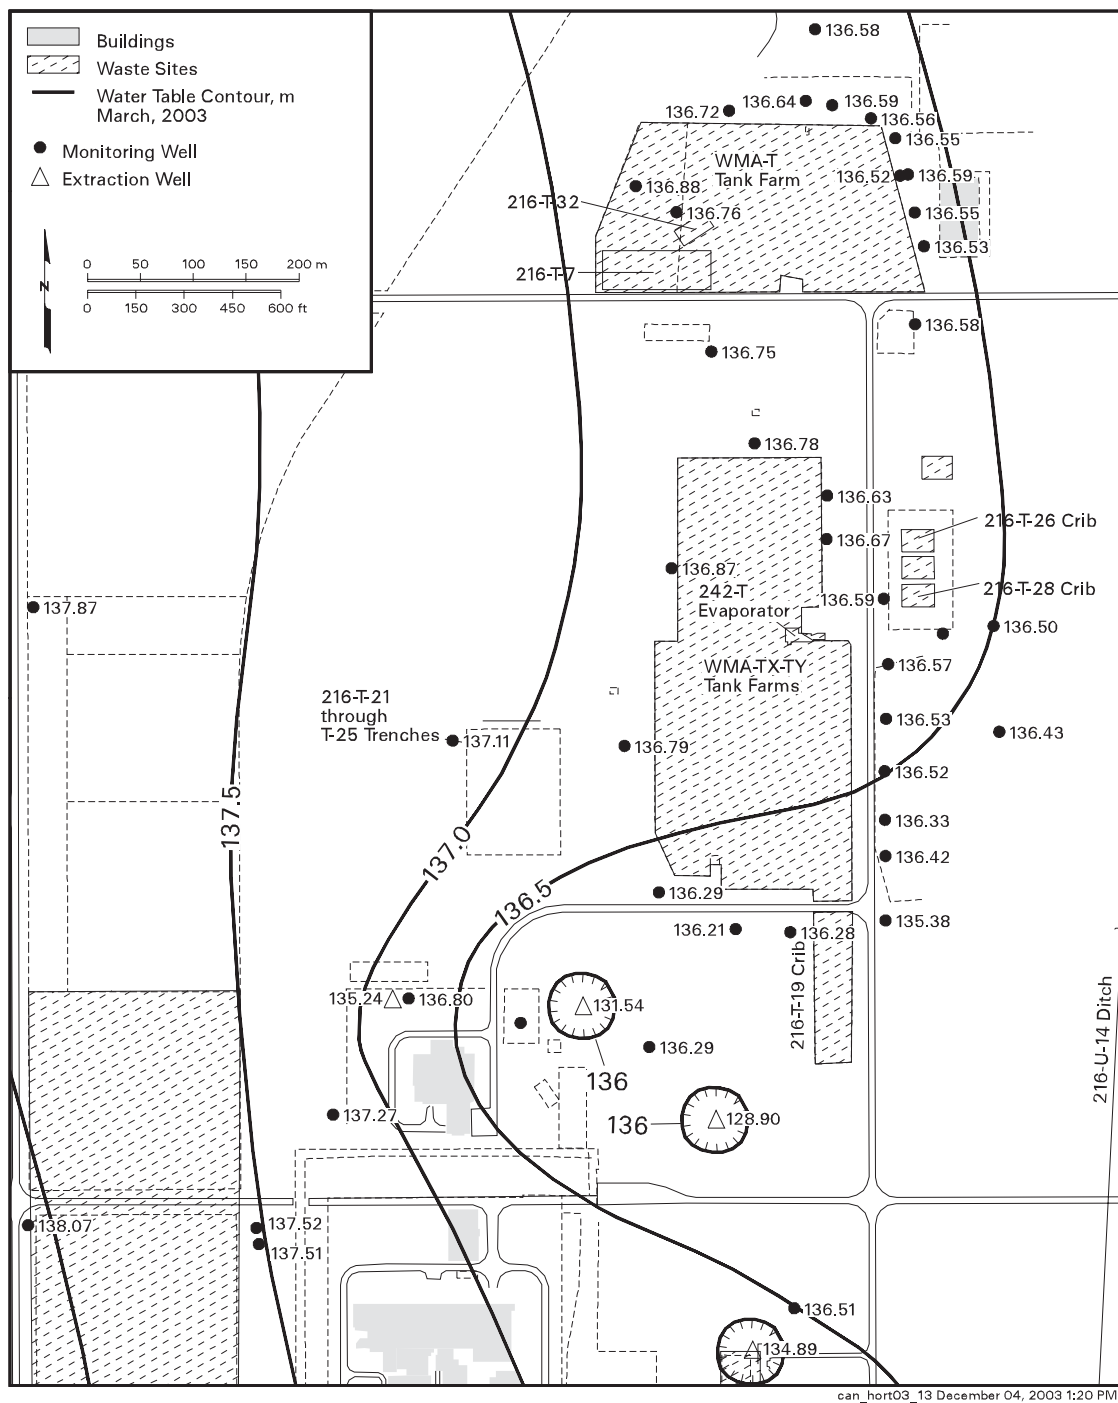 Buildings
Waste Sites
Water Table Contour, m
March, 2003
Monitoring Well
Extraction Well
N
0 50 100 150 200 m
0 150 300 450 600 ft
136.58
136.72
136.64
136.59
136.56
136.55
WMA-T
Tank Farm
136.52
136.59
136.88
216-T-32
136.76
136.55
136.53
216-T-7
136.58
136.75
136.78
136.63
216-T-26 Crib
136.67
136.87
242-T
Evaporator
136.59
216-T-28 Crib
137.87
136.50
136.57
WMA-TX-TY
Tank Farms
216-T-21
through
T-25 Trenches
137.11
136.79
136.53
136.43
136.52
137.5
137.0
136.33
136.42
136.5
136.29
135.38
136.21
136.28
216-T-19 Crib
135.24
136.80
131.54
136.29
136
216-U-14 Ditch
137.27
136
128.90
138.07
137.52
137.51
136.51
134.89
can_hort03_13 December 04, 2003 1:20 PM